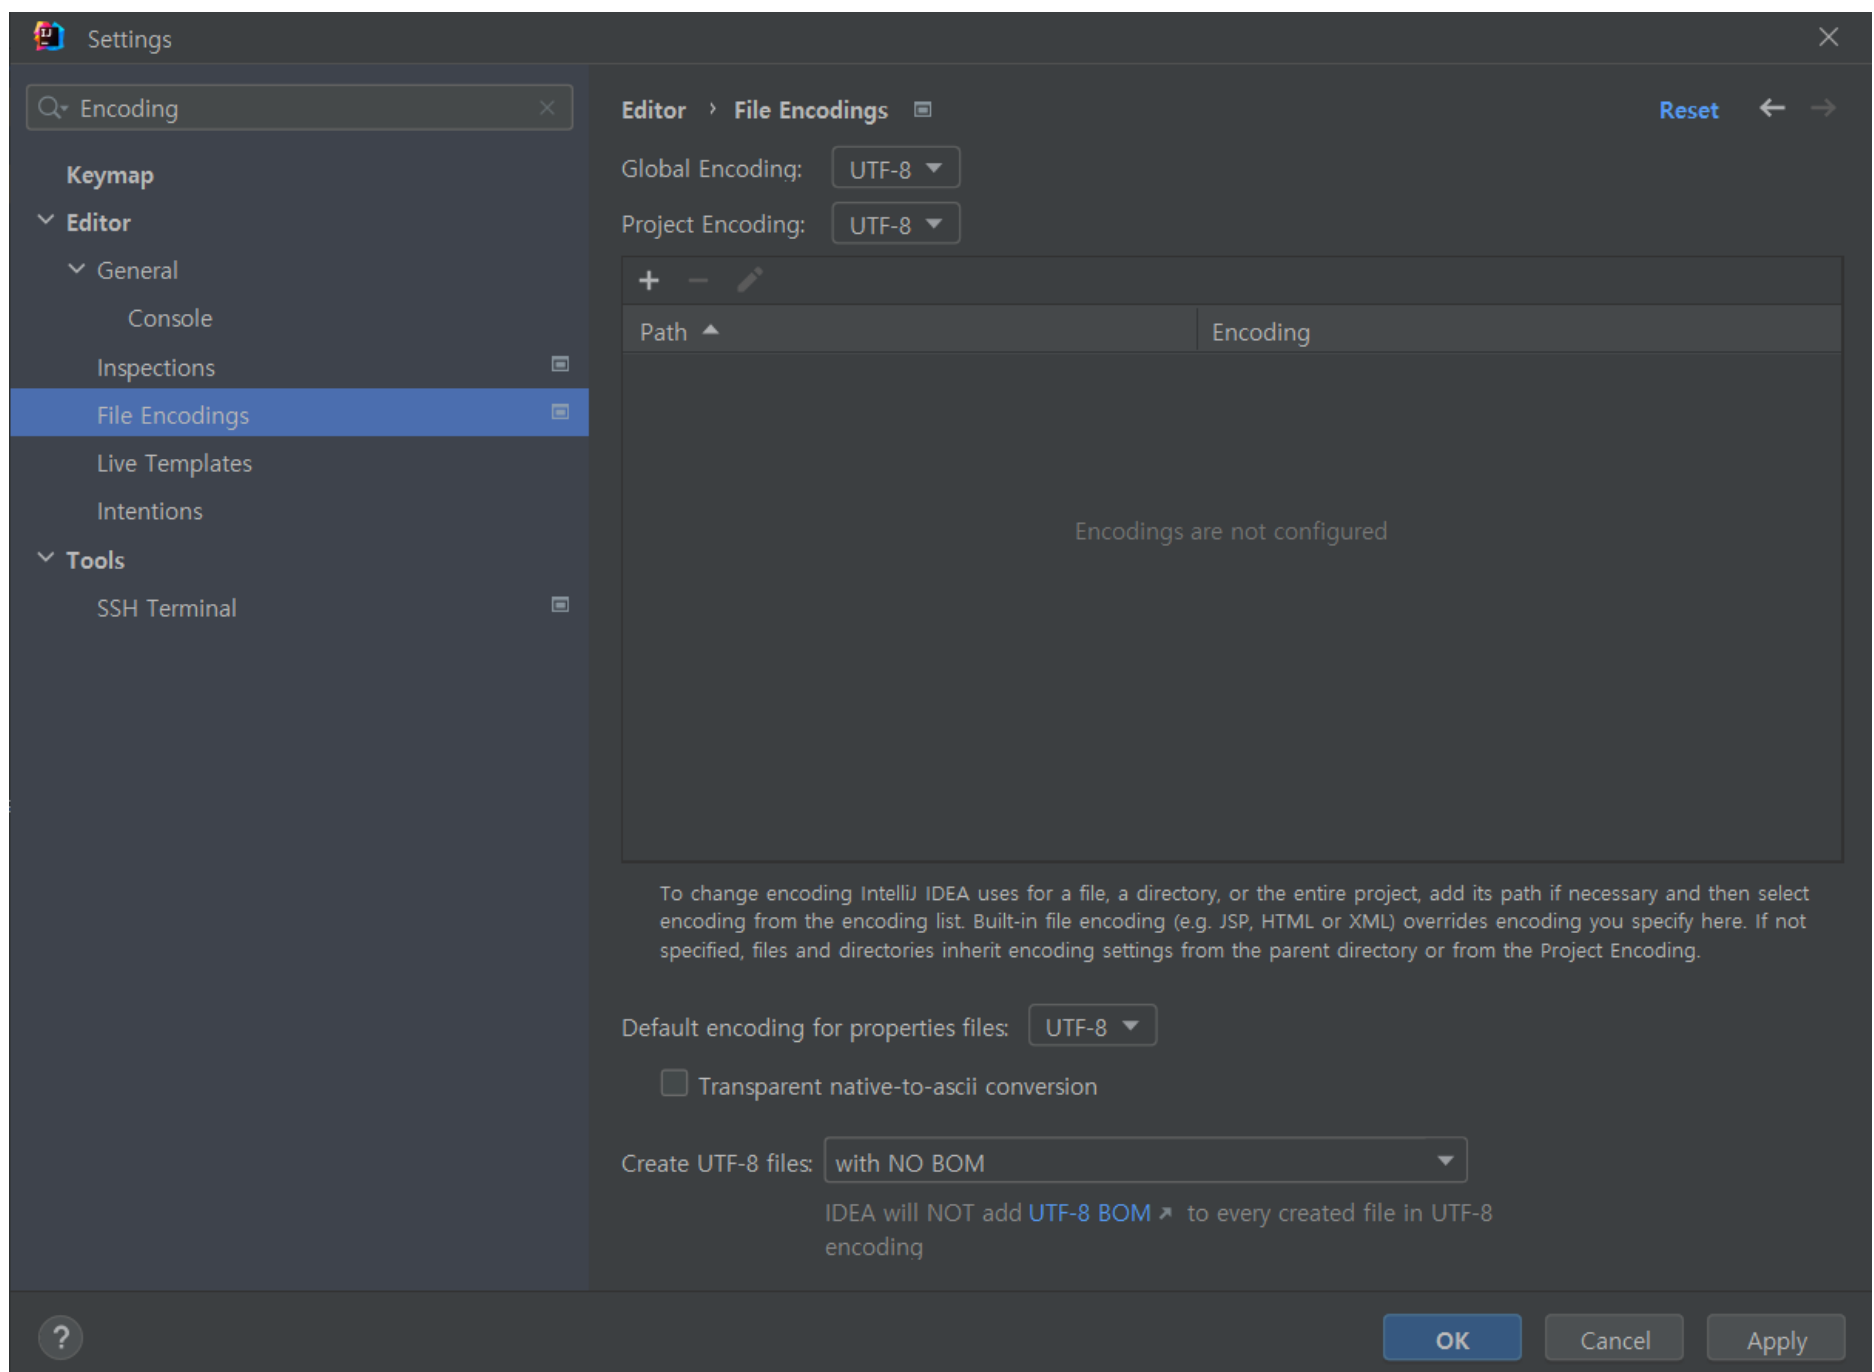 Settings
Encoding
Keymap
Editor
General
Console
Inspections
File Encodings
Live Templates
Intentions
Tools
SSH Terminal
Editor › File Encodings
Reset
Global Encoding: UTF-8
Project Encoding: UTF-8
Path Encoding
Encodings are not configured
To change encoding IntelliJ IDEA uses for a file, a directory, or the entire project, add its path if necessary and then select
encoding from the encoding list. Built-in file encoding (e.g. JSP, HTML or XML) overrides encoding you specify here. If not
specified, files and directories inherit encoding settings from the parent directory or from the Project Encoding.
Default encoding for properties files: UTF-8
Transparent native-to-ascii conversion
Create UTF-8 files: with NO BOM
IDEA will NOT add UTF-8 BOM ↗ to every created file in UTF-8
encoding
? OK Cancel Apply